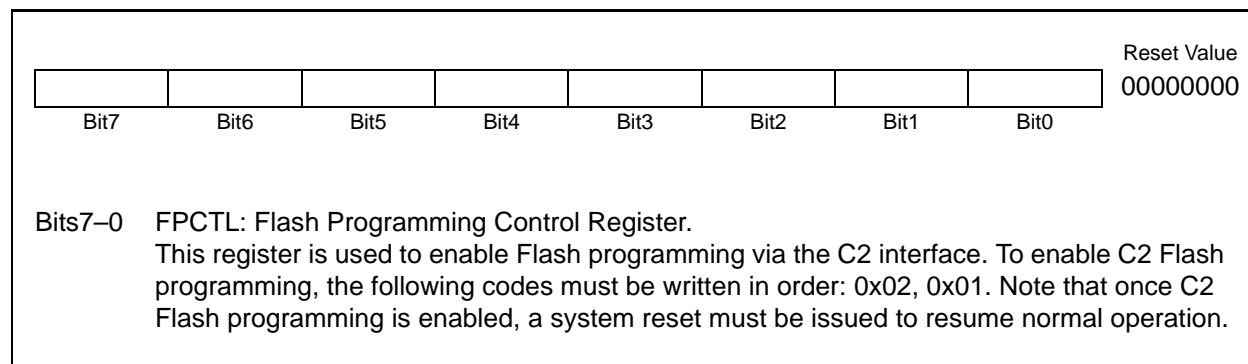 Reset Value
00000000
Bit7 Bit6 Bit5 Bit4 Bit3 Bit2 Bit1 Bit0
Bits7–0 FPCTL: Flash Programming Control Register.
This register is used to enable Flash programming via the C2 interface. To enable C2 Flash
programming, the following codes must be written in order: 0x02, 0x01. Note that once C2
Flash programming is enabled, a system reset must be issued to resume normal operation.